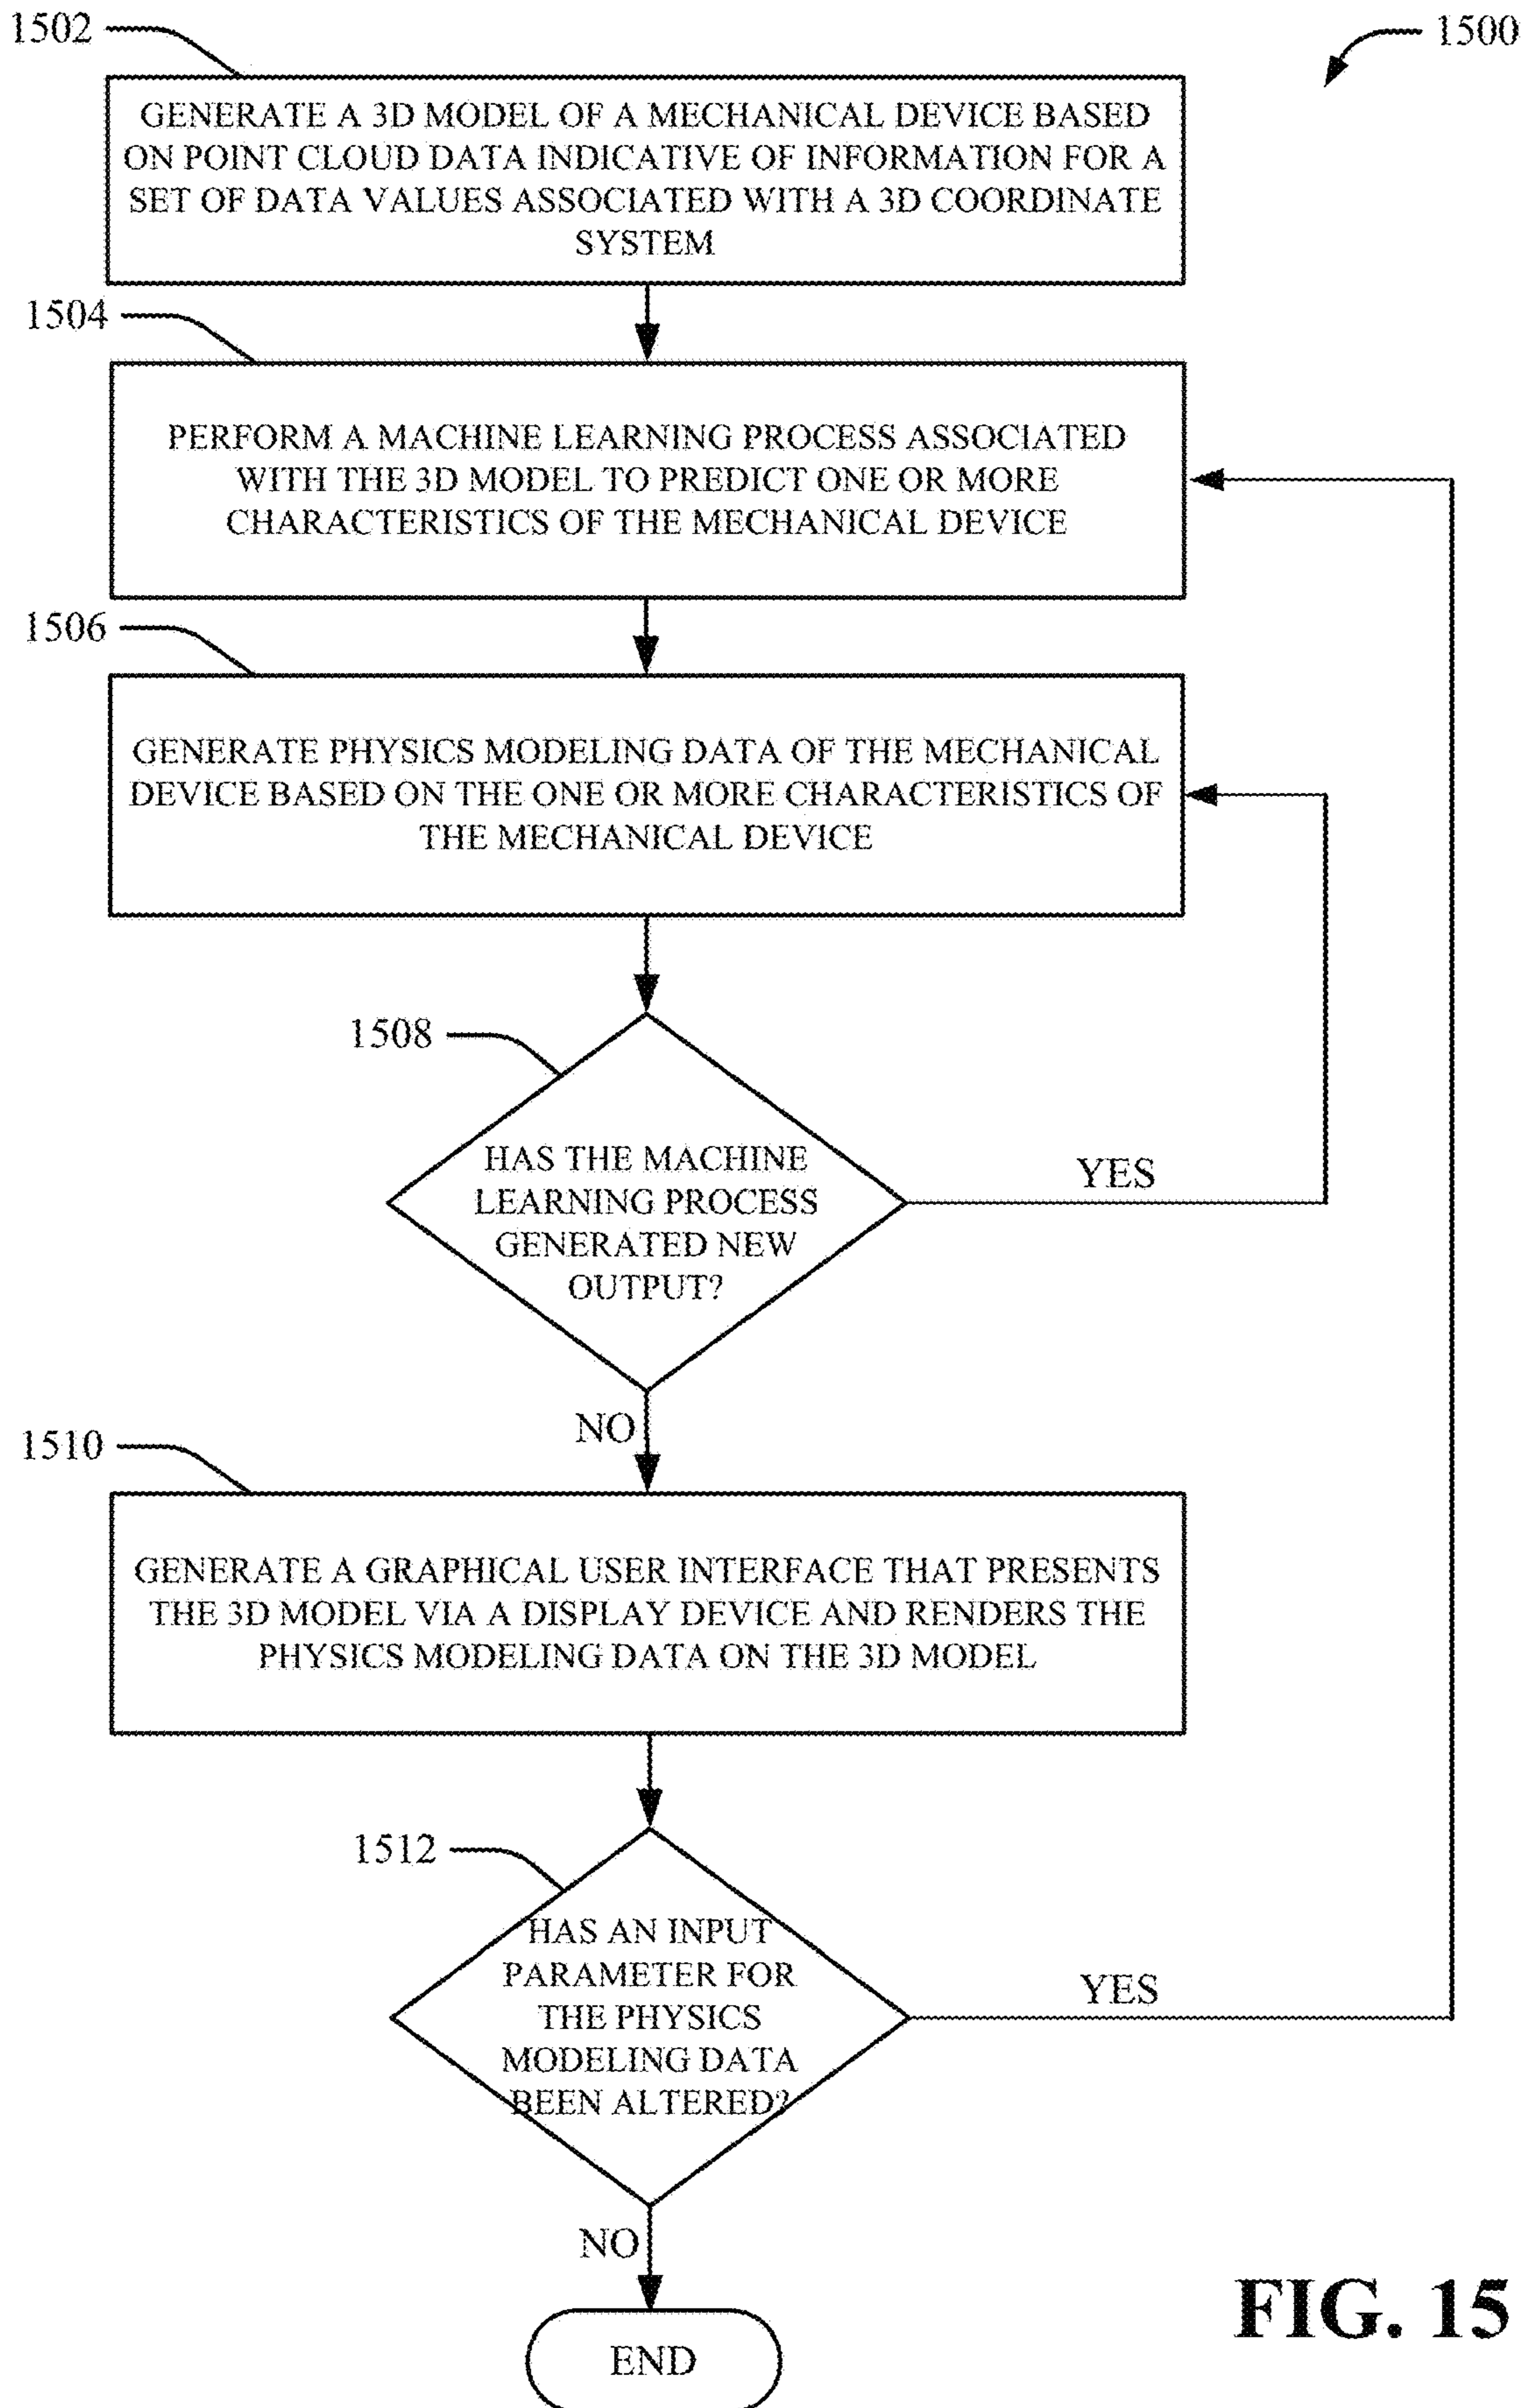 1502
1500
GENERATE A 3D MODEL OF A MECHANICAL DEVICE BASED
ON POINT CLOUD DATA INDICATIVE OF INFORMATION FOR A
SET OF DATA VALUES ASSOCIATED WITH A 3D COORDINATE
SYSTEM
1504
PERFORM A MACHINE LEARNING PROCESS ASSOCIATED
WITH THE 3D MODEL TO PREDICT ONE OR MORE
CHARACTERISTICS OF THE MECHANICAL DEVICE
1506
GENERATE PHYSICS MODELING DATA OF THE MECHANICAL
DEVICE BASED ON THE ONE OR MORE CHARACTERISTICS OF
THE MECHANICAL DEVICE
1508
HAS THE MACHINE
LEARNING PROCESS
GENERATED NEW
OUTPUT?
YES
NO
1510
GENERATE A GRAPHICAL USER INTERFACE THAT PRESENTS
THE 3D MODEL VIA A DISPLAY DEVICE AND RENDERS THE
PHYSICS MODELING DATA ON THE 3D MODEL
1512
HAS AN INPUT
PARAMETER FOR
THE PHYSICS
MODELING DATA
BEEN ALTERED?
YES
NO
END
FIG. 15